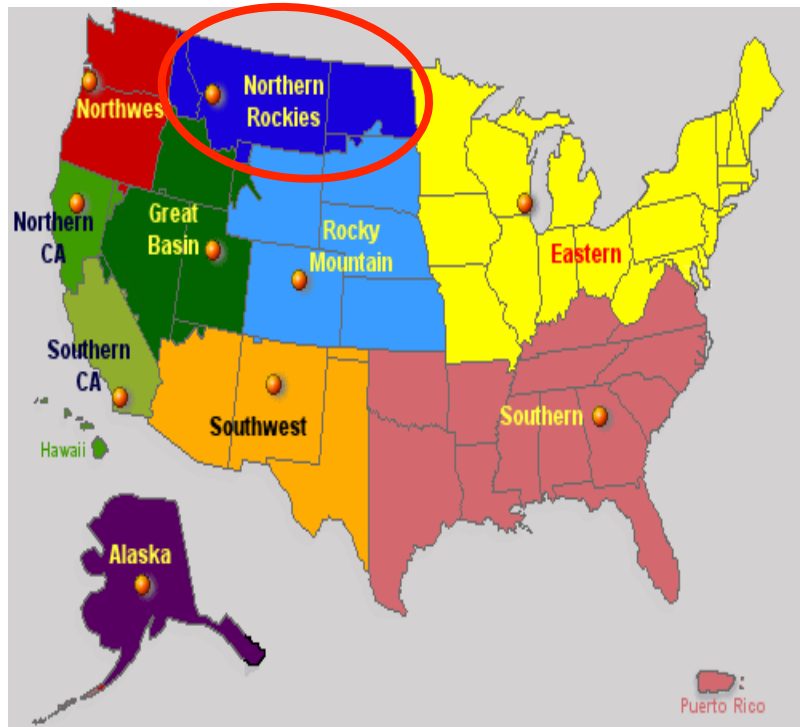 Northern
Rockies
Northwes
Great
Basin
Northern
CA
Rocky
Mountain
Eastern
Southern
CA
Southwest
Southern
Hawaii
Alaska
Puerto Rico